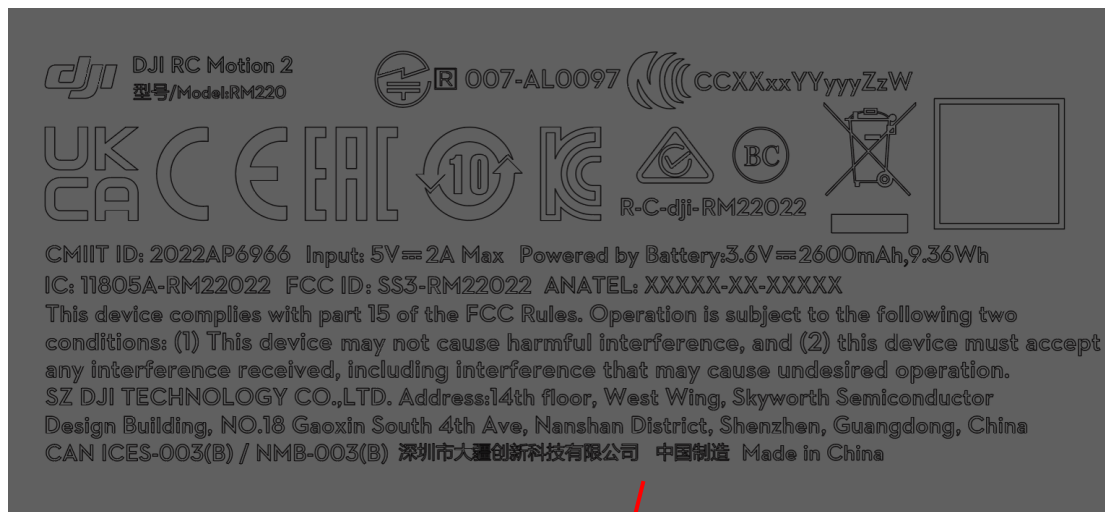 dji DJI RC Motion 2
型号/Model:RM220
R 007-AL0097
CCXXxxYYyyyZzW
UK
CA
CE
EAC
10
KC
BC
R-C-dji-RM22022
CMIIT ID: 2022AP6966 Input: 5V⎓2A Max Powered by Battery:3.6V⎓2600mAh,9.36Wh
IC: 11805A-RM22022 FCC ID: SS3-RM22022 ANATEL: XXXXX-XX-XXXXX
This device complies with part 15 of the FCC Rules. Operation is subject to the following two
conditions: (1) This device may not cause harmful interference, and (2) this device must accept
any interference received, including interference that may cause undesired operation.
SZ DJI TECHNOLOGY CO.,LTD. Address:14th floor, West Wing, Skyworth Semiconductor
Design Building, NO.18 Gaoxin South 4th Ave, Nanshan District, Shenzhen, Guangdong, China
CAN ICES-003(B) / NMB-003(B) 深圳市大疆创新科技有限公司 中国制造 Made in China